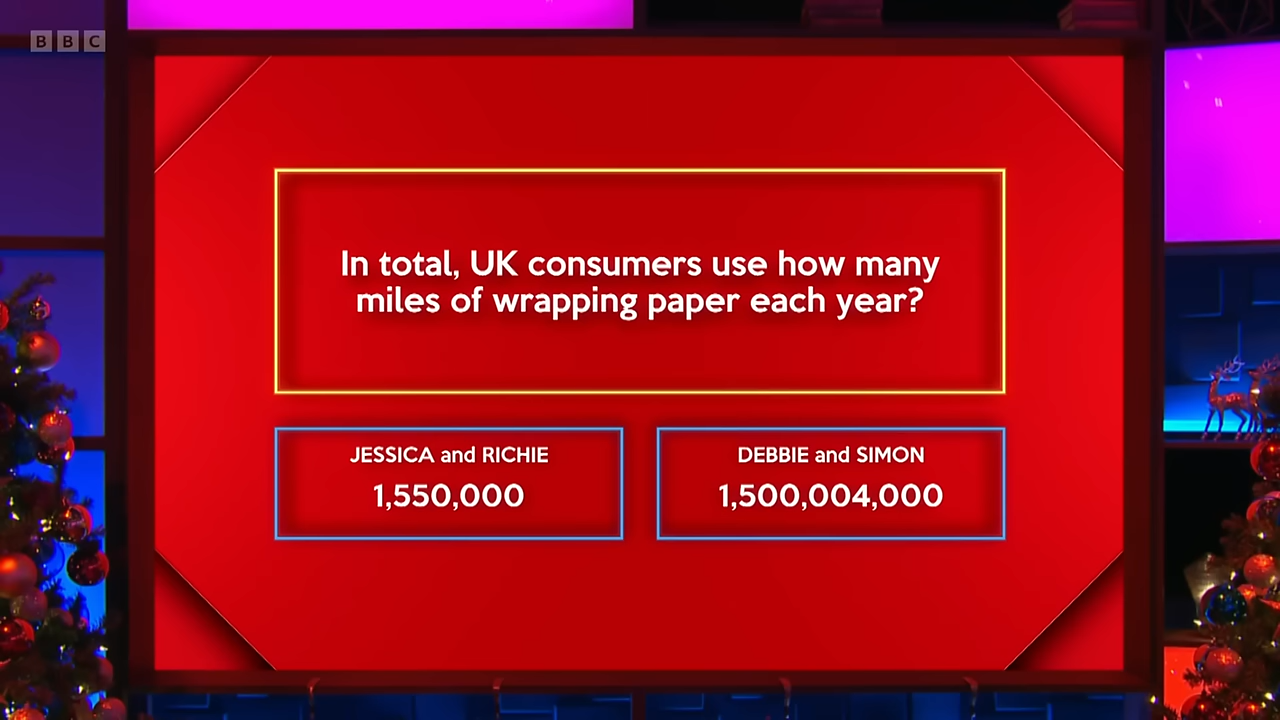 BBC
In total, UK consumers use how many
miles of wrapping paper each year?
JESSICA and RICHIE
DEBBIE and SIMON
1,550,000
1,500,004,000